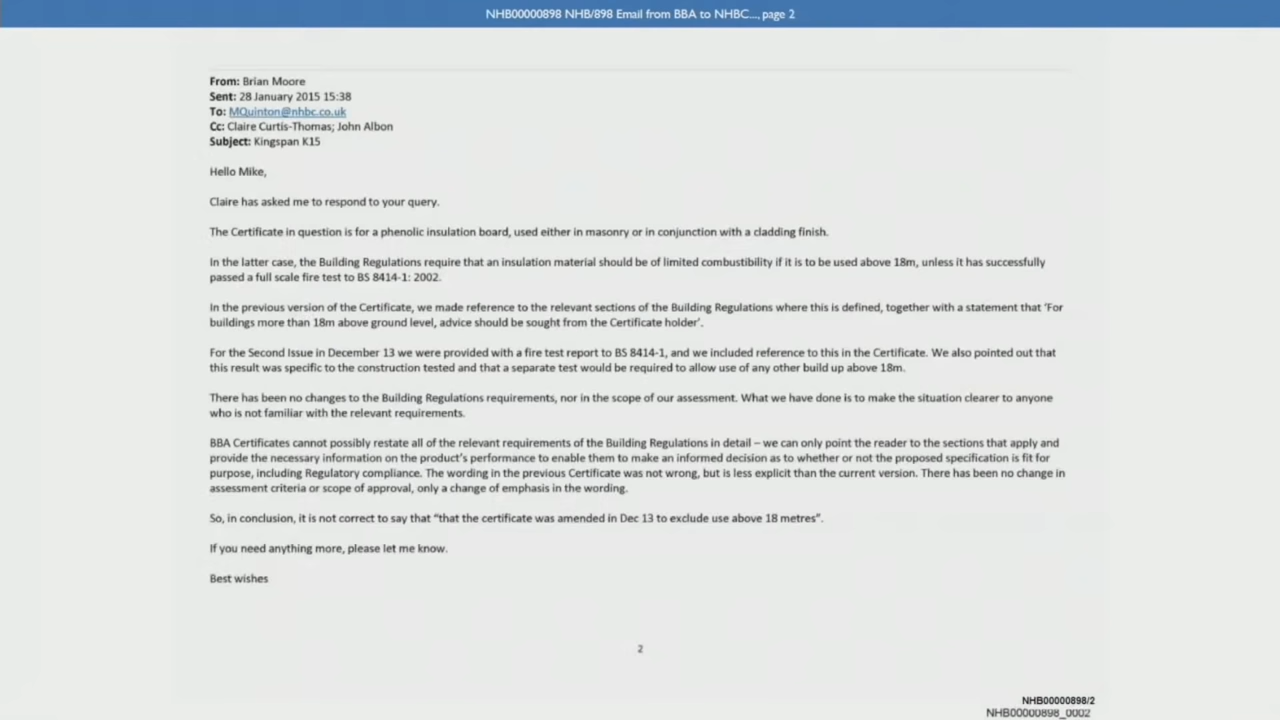 NHB00000898 NHB/898 Email from BBA to NHBC..., page 2
From: Brian Moore
Sent: 28 January 2015 15:38
To: MQuinton@nhbc.co.uk
Cc: Claire Curtis-Thomas; John Albon
Subject: Kingspan K15
Hello Mike,
Claire has asked me to respond to your query.
The Certificate in question is for a phenolic insulation board, used either in masonry or in conjunction with a cladding finish.
In the latter case, the Building Regulations require that an insulation material should be of limited combustibility if it is to be used above 18m, unless it has successfully
passed a full scale fire test to BS 8414-1: 2002.
In the previous version of the Certificate, we made reference to the relevant sections of the Building Regulations where this is defined, together with a statement that 'For
buildings more than 18m above ground level, advice should be sought from the Certificate holder'.
For the Second Issue in December 13 we were provided with a fire test report to BS 8414-1, and we included reference to this in the Certificate. We also pointed out that
this result was specific to the construction tested and that a separate test would be required to allow use of any other build up above 18m.
There has been no changes to the Building Regulations requirements, nor in the scope of our assessment. What we have done is to make the situation clearer to anyone
who is not familiar with the relevant requirements.
BBA Certificates cannot possibly restate all of the relevant requirements of the Building Regulations in detail – we can only point the reader to the sections that apply and
provide the necessary information on the product's performance to enable them to make an informed decision as to whether or not the proposed specification is fit for
purpose, including Regulatory compliance. The wording in the previous Certificate was not wrong, but is less explicit than the current version. There has been no change in
assessment criteria or scope of approval, only a change of emphasis in the wording.
So, in conclusion, it is not correct to say that "that the certificate was amended in Dec 13 to exclude use above 18 metres".
If you need anything more, please let me know.
Best wishes
2
NHB00000898/2
NHB00000898_0002